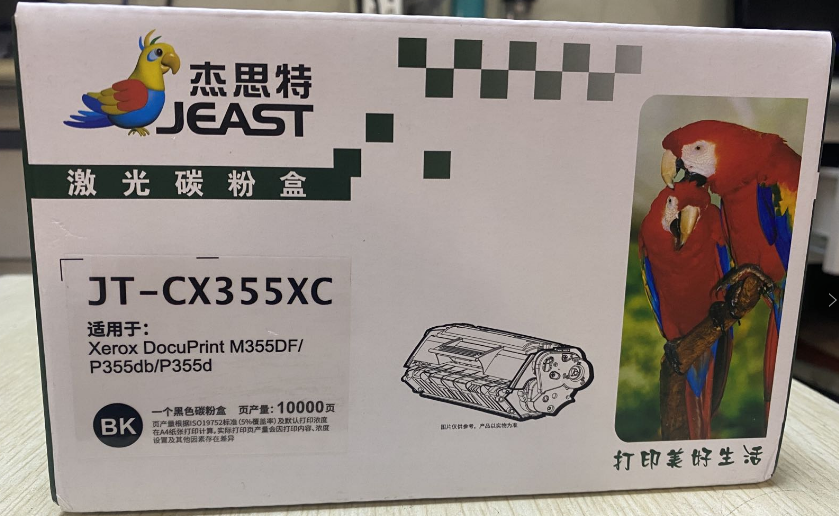 杰思特
JEAST
激光碳粉盒
JT-CX355XC
适用于:
Xerox DocuPrint M355DF/
P355db/P355d
BK
一个黑色碳粉盒 页产量: 10000页
页产量根据ISO19752标准 (5%覆盖率) 及默认打印浓度
在A4纸张打印计算。实际打印页产量会因打印内容、浓度
设置及其他因素存在差异
图片仅供参考，产品以实物为准
打印美好生活